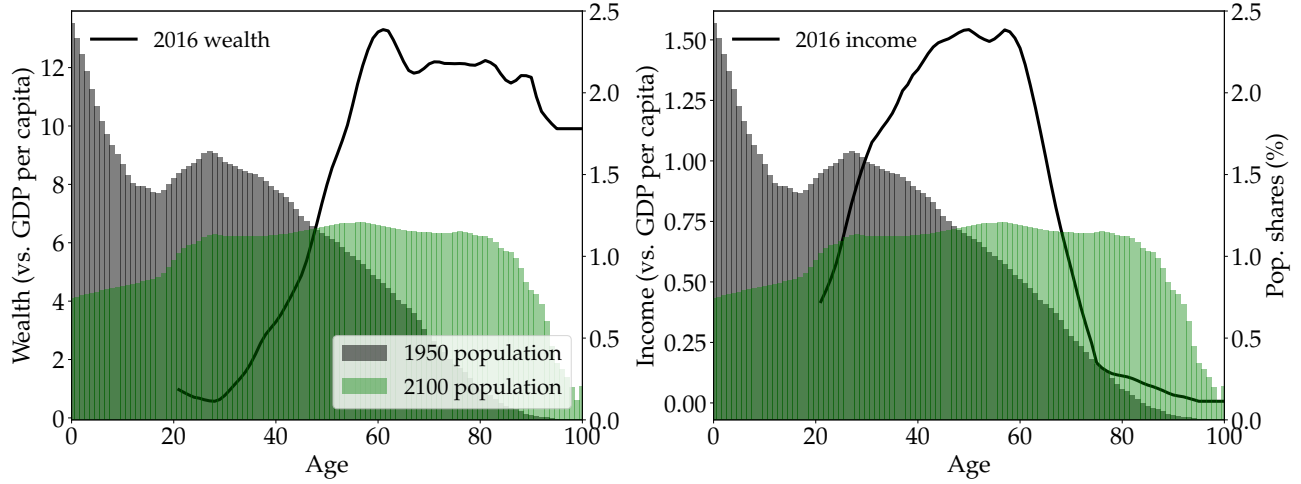 2016 wealth
Wealth (vs. GDP per capita)
0
2
4
6
8
10
12
0.0
0.5
1.0
1.5
2.0
2.5
1950 population
2100 population
0 20 40 60 80 100
Age
2016 income
Income (vs. GDP per capita)
0.00
0.25
0.50
0.75
1.00
1.25
1.50
0.0
0.5
1.0
1.5
2.0
2.5
Pop. shares (%)
0 20 40 60 80 100
Age